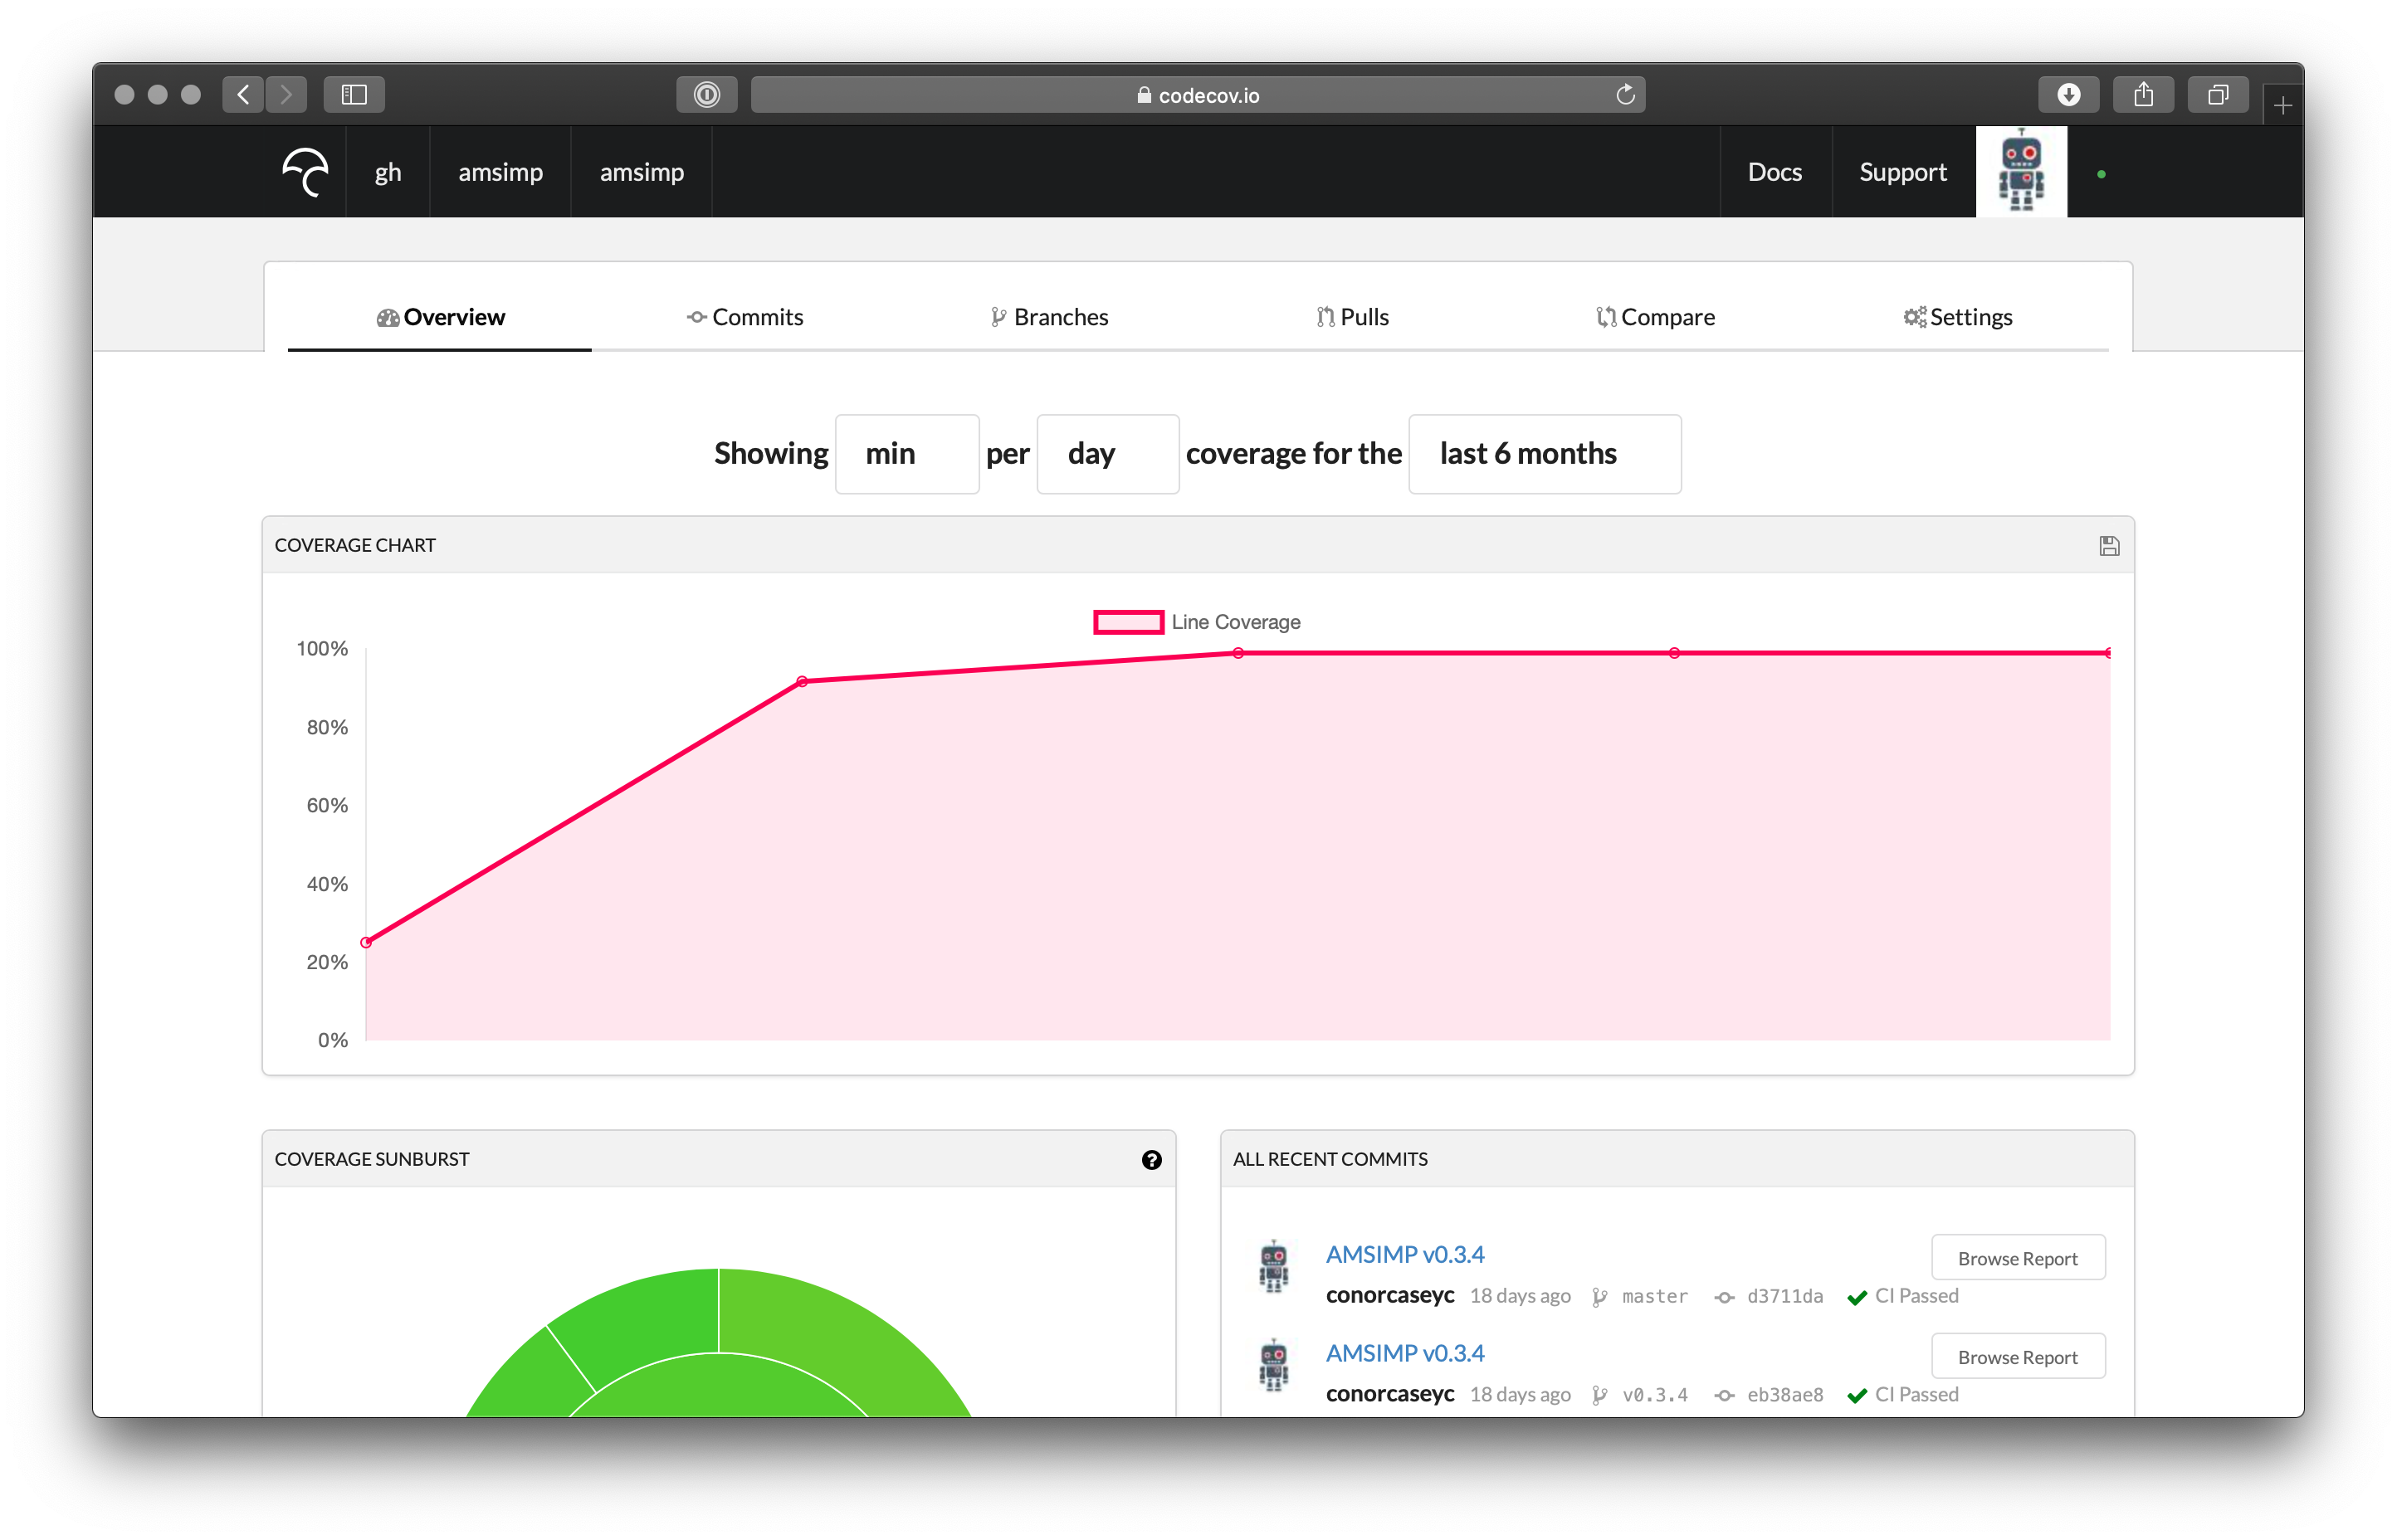 codecov.io
gh amsimp amsimp Docs Support
Overview Commits Branches Pulls Compare Settings
Showing min per day coverage for the last 6 months
COVERAGE CHART
Line Coverage
100%
80%
60%
40%
20%
0%
COVERAGE SUNBURST
?
ALL RECENT COMMITS
AMSIMP v0.3.4
Browse Report
conorcaseyc 18 days ago master d3711da CI Passed
AMSIMP v0.3.4
Browse Report
conorcaseyc 18 days ago v0.3.4 eb38ae8 CI Passed